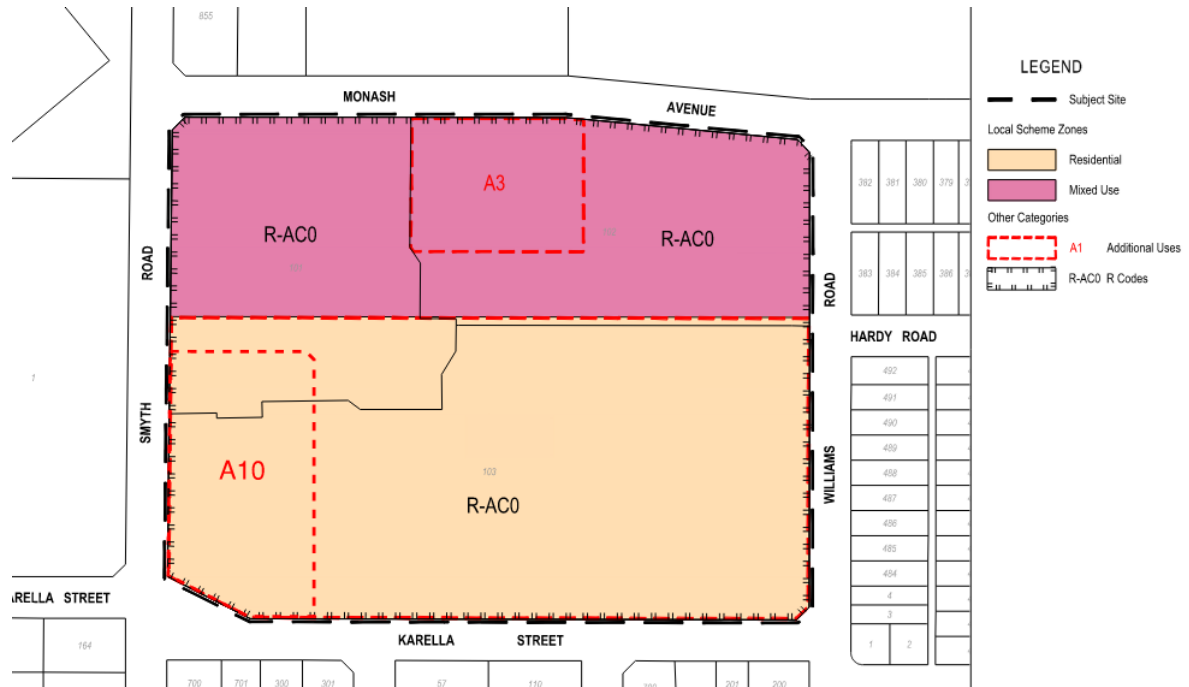 855
MONASH
AVENUE
A3
R-AC0
R-AC0
ROAD
ROAD
382 381 380 379
383 384 385 386
HARDY ROAD
1
492
491
490
489
488
487
486
485
484
4
3
1 2
SMYTH
A10
103
R-AC0
WILLIAMS
ARELLA STREET
KARELLA STREET
164
700 701 300 301
57 110
201 200
LEGEND
Subject Site
Local Scheme Zones
Residential
Mixed Use
Other Categories
A1 Additional Uses
R-AC0 R Codes